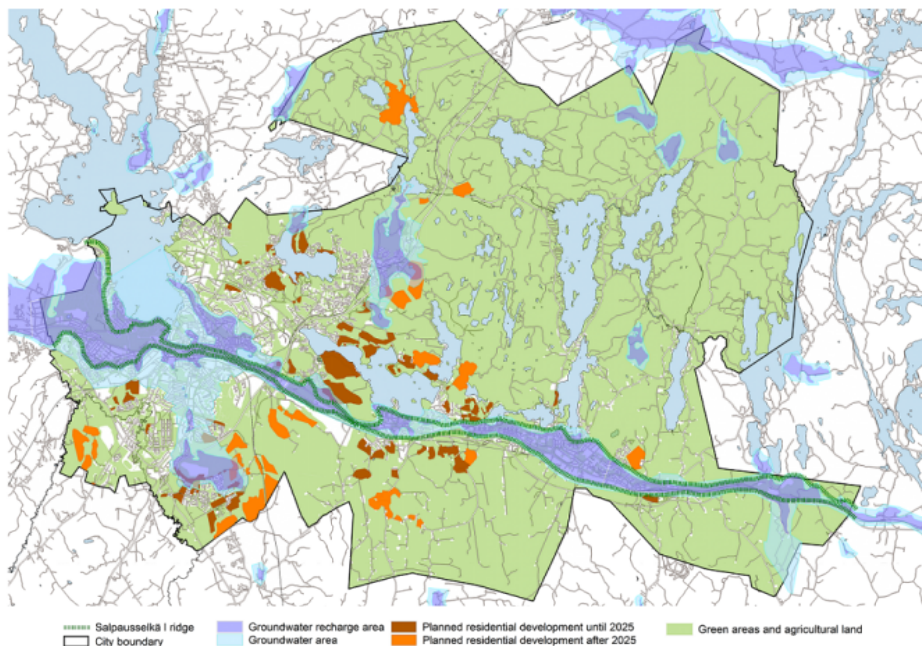 Salpausselkä I ridge
City boundary
Groundwater recharge area
Groundwater area
Planned residential development until 2025
Planned residential development after 2025
Green areas and agricultural land